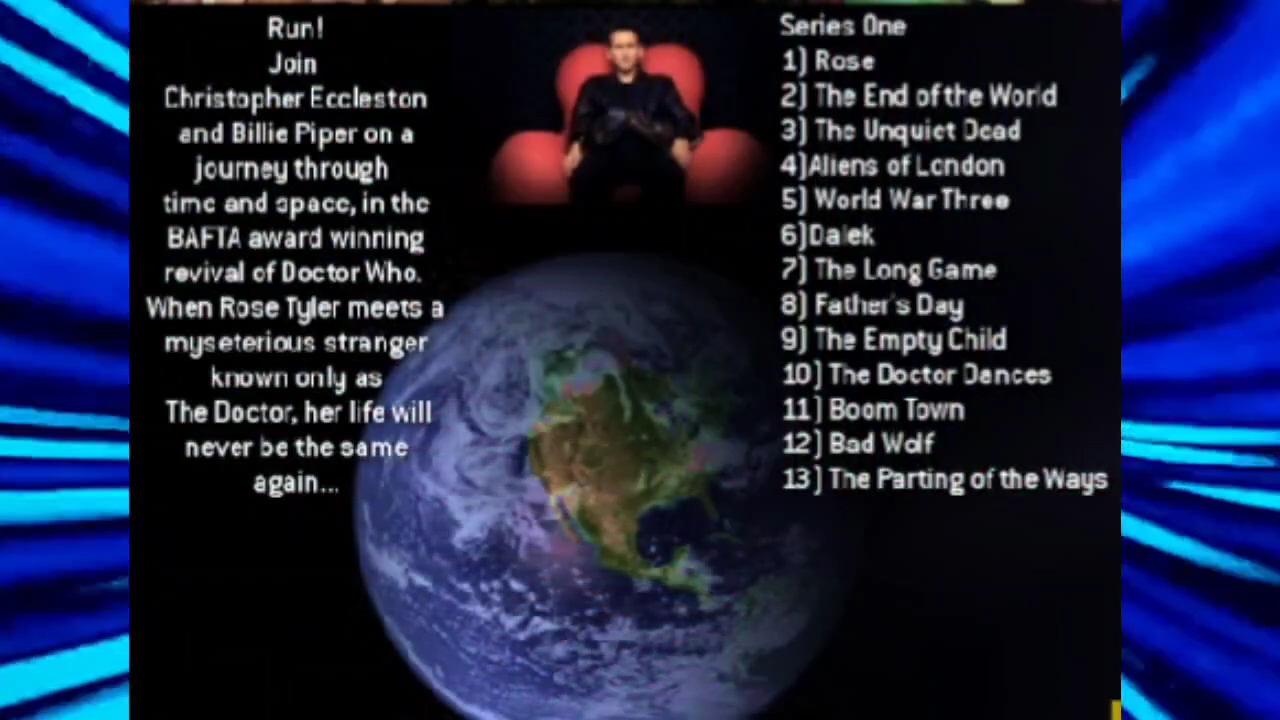 Run!
Join
Christopher Eccleston
and Billie Piper on a
journey through
time and space, in the
BAFTA award winning
revival of Doctor Who.
When Rose Tyler meets a
myseterious stranger
known only as
The Doctor, her life will
never be the same
again...
Series One
1) Rose
2) The End of the World
3) The Unquiet Dead
4)Aliens of London
5) World War Three
6)Dalek
7) The Long Game
8) Father's Day
9) The Empty Child
10) The Doctor Dances
11) Boom Town
12) Bad Wolf
13) The Parting of the Ways